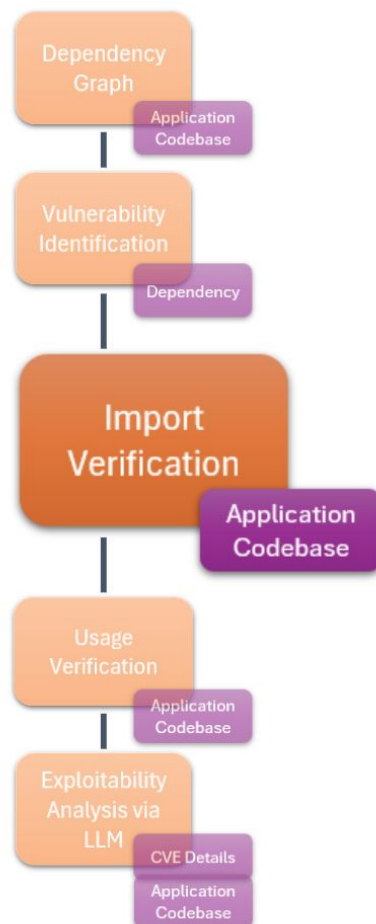 Dependency
Graph
Application
Codebase
Vulnerability
Identification
Dependency
Import
Verification
Application
Codebase
Usage
Verification
Application
Codebase
Exploitability
Analysis via
LLM
CVE Details
Application
Codebase